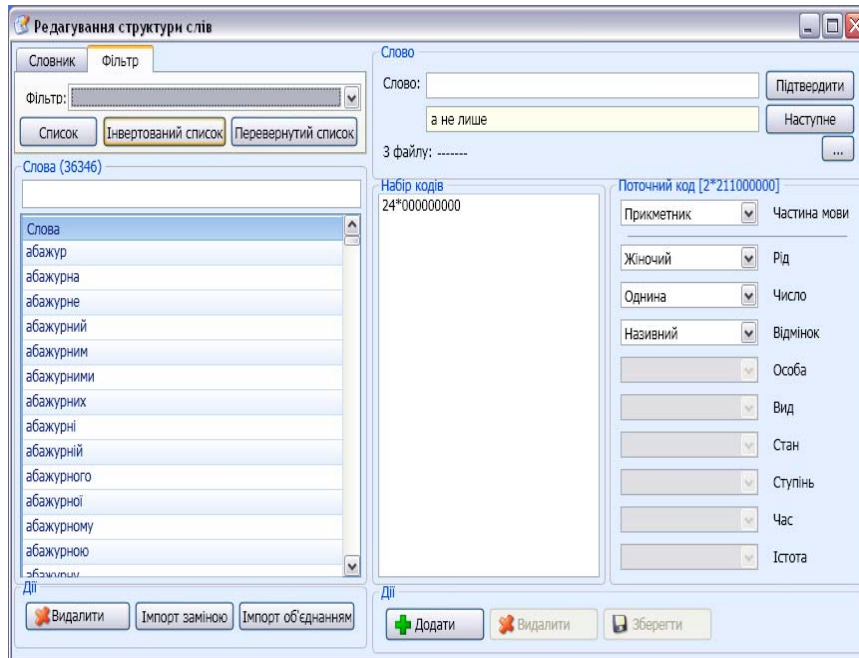 Редагування структури слів
Словник Фільтр
Фільтр:
Список Інвертований список Перевернутий список
Слова (36346)
Слова
абажур
абажурна
абажурне
абажурний
абажурним
абажурними
абажурних
абажурні
абажурній
абажурного
абажурної
абажурному
абажурною
абажурну
Дії
Видалити Імпорт заміною Імпорт об'єднанням
Слово
Слово: Підтвердити
а не лише Наступне
З файлу: ------- ...
Набір кодів
24*000000000
Поточний код [2*211000000]
Прикметник Частина мови
Жіночий Рід
Однина Число
Називний Відмінок
Особа
Вид
Стан
Ступінь
Час
Істота
Дії
Додати Видалити Зберегти